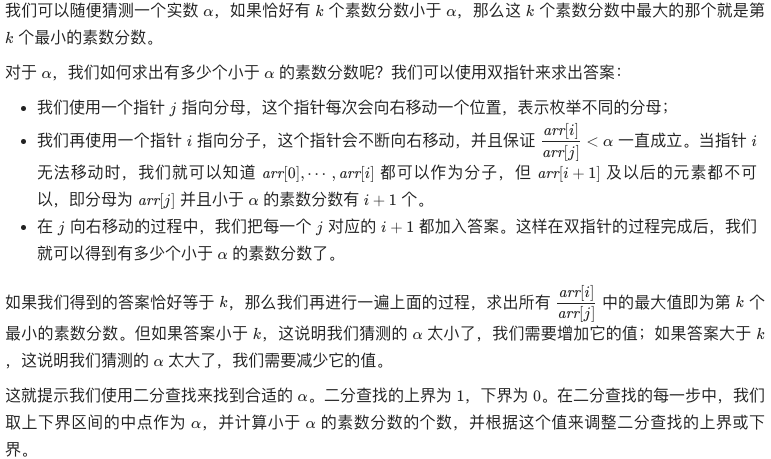 我们可以随便猜测一个实数 α，如果恰好有 k 个素数分数小于 α，那么这 k 个素数分数中最大的那个就是第
k 个最小的素数分数。
对于 α，我们如何求出有多少个小于 α 的素数分数呢？我们可以使用双指针来求出答案：
• 我们使用一个指针 j 指向分母，这个指针每次会向右移动一个位置，表示枚举不同的分母；
• 我们再使用一个指针 i 指向分子，这个指针会不断向右移动，并且保证 arr[i]/arr[j] < α 一直成立。当指针 i
无法移动时，我们就可以知道 arr[0], ⋯ , arr[i] 都可以作为分子，但 arr[i + 1] 及以后的元素都不可
以，即分母为 arr[j] 并且小于 α 的素数分数有 i + 1 个。
• 在 j 向右移动的过程中，我们把每一个 j 对应的 i + 1 都加入答案。这样在双指针的过程完成后，我们
就可以得到有多少个小于 α 的素数分数了。
如果我们得到的答案恰好等于 k，那么我们再进行一遍上面的过程，求出所有 arr[i]/arr[j] 中的最大值即为第 k 个
最小的素数分数。但如果答案小于 k，这说明我们猜测的 α 太小了，我们需要增加它的值；如果答案大于 k
，这说明我们猜测的 α 太大了，我们需要减少它的值。
这就提示我们使用二分查找来找到合适的 α。二分查找的上界为 1，下界为 0。在二分查找的每一步中，我们
取上下界区间的中点作为 α，并计算小于 α 的素数分数的个数，并根据这个值来调整二分查找的上界或下
界。